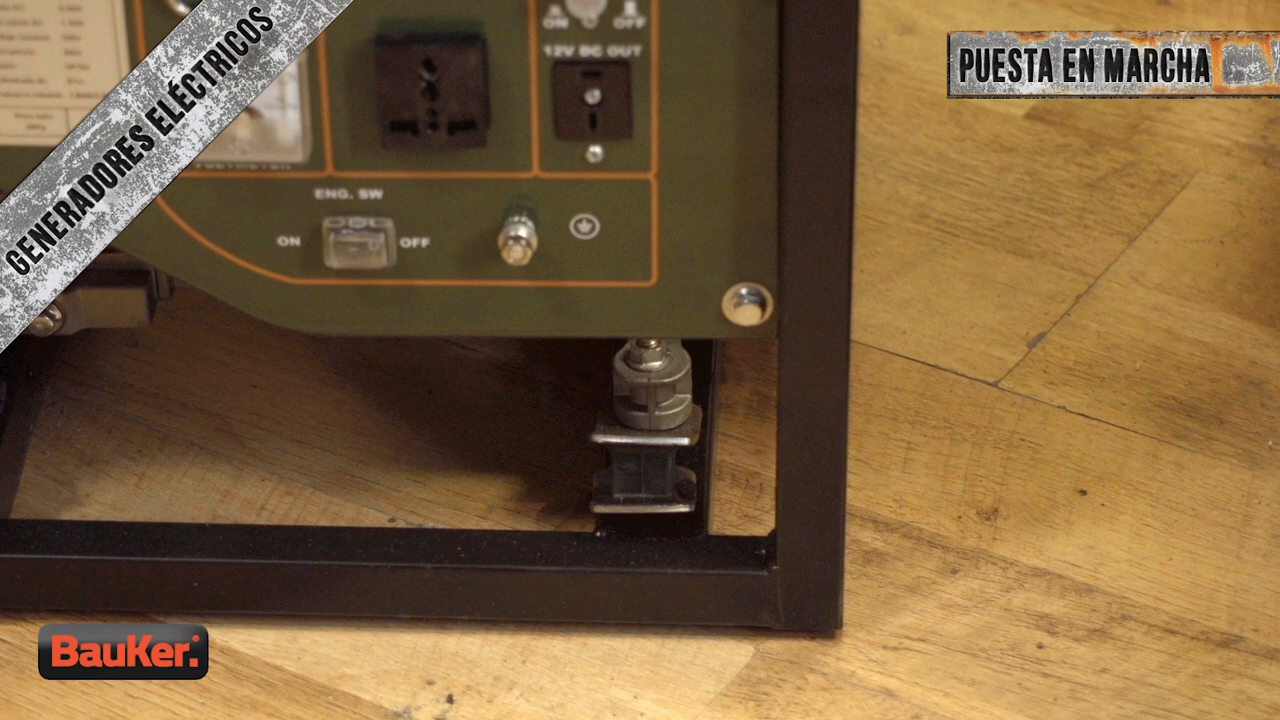 GENERADORES ELÉCTRICOS
PUESTA EN MARCHA
ON OFF
12V DC OUT
ENG. SW
ON OFF
BauKer.